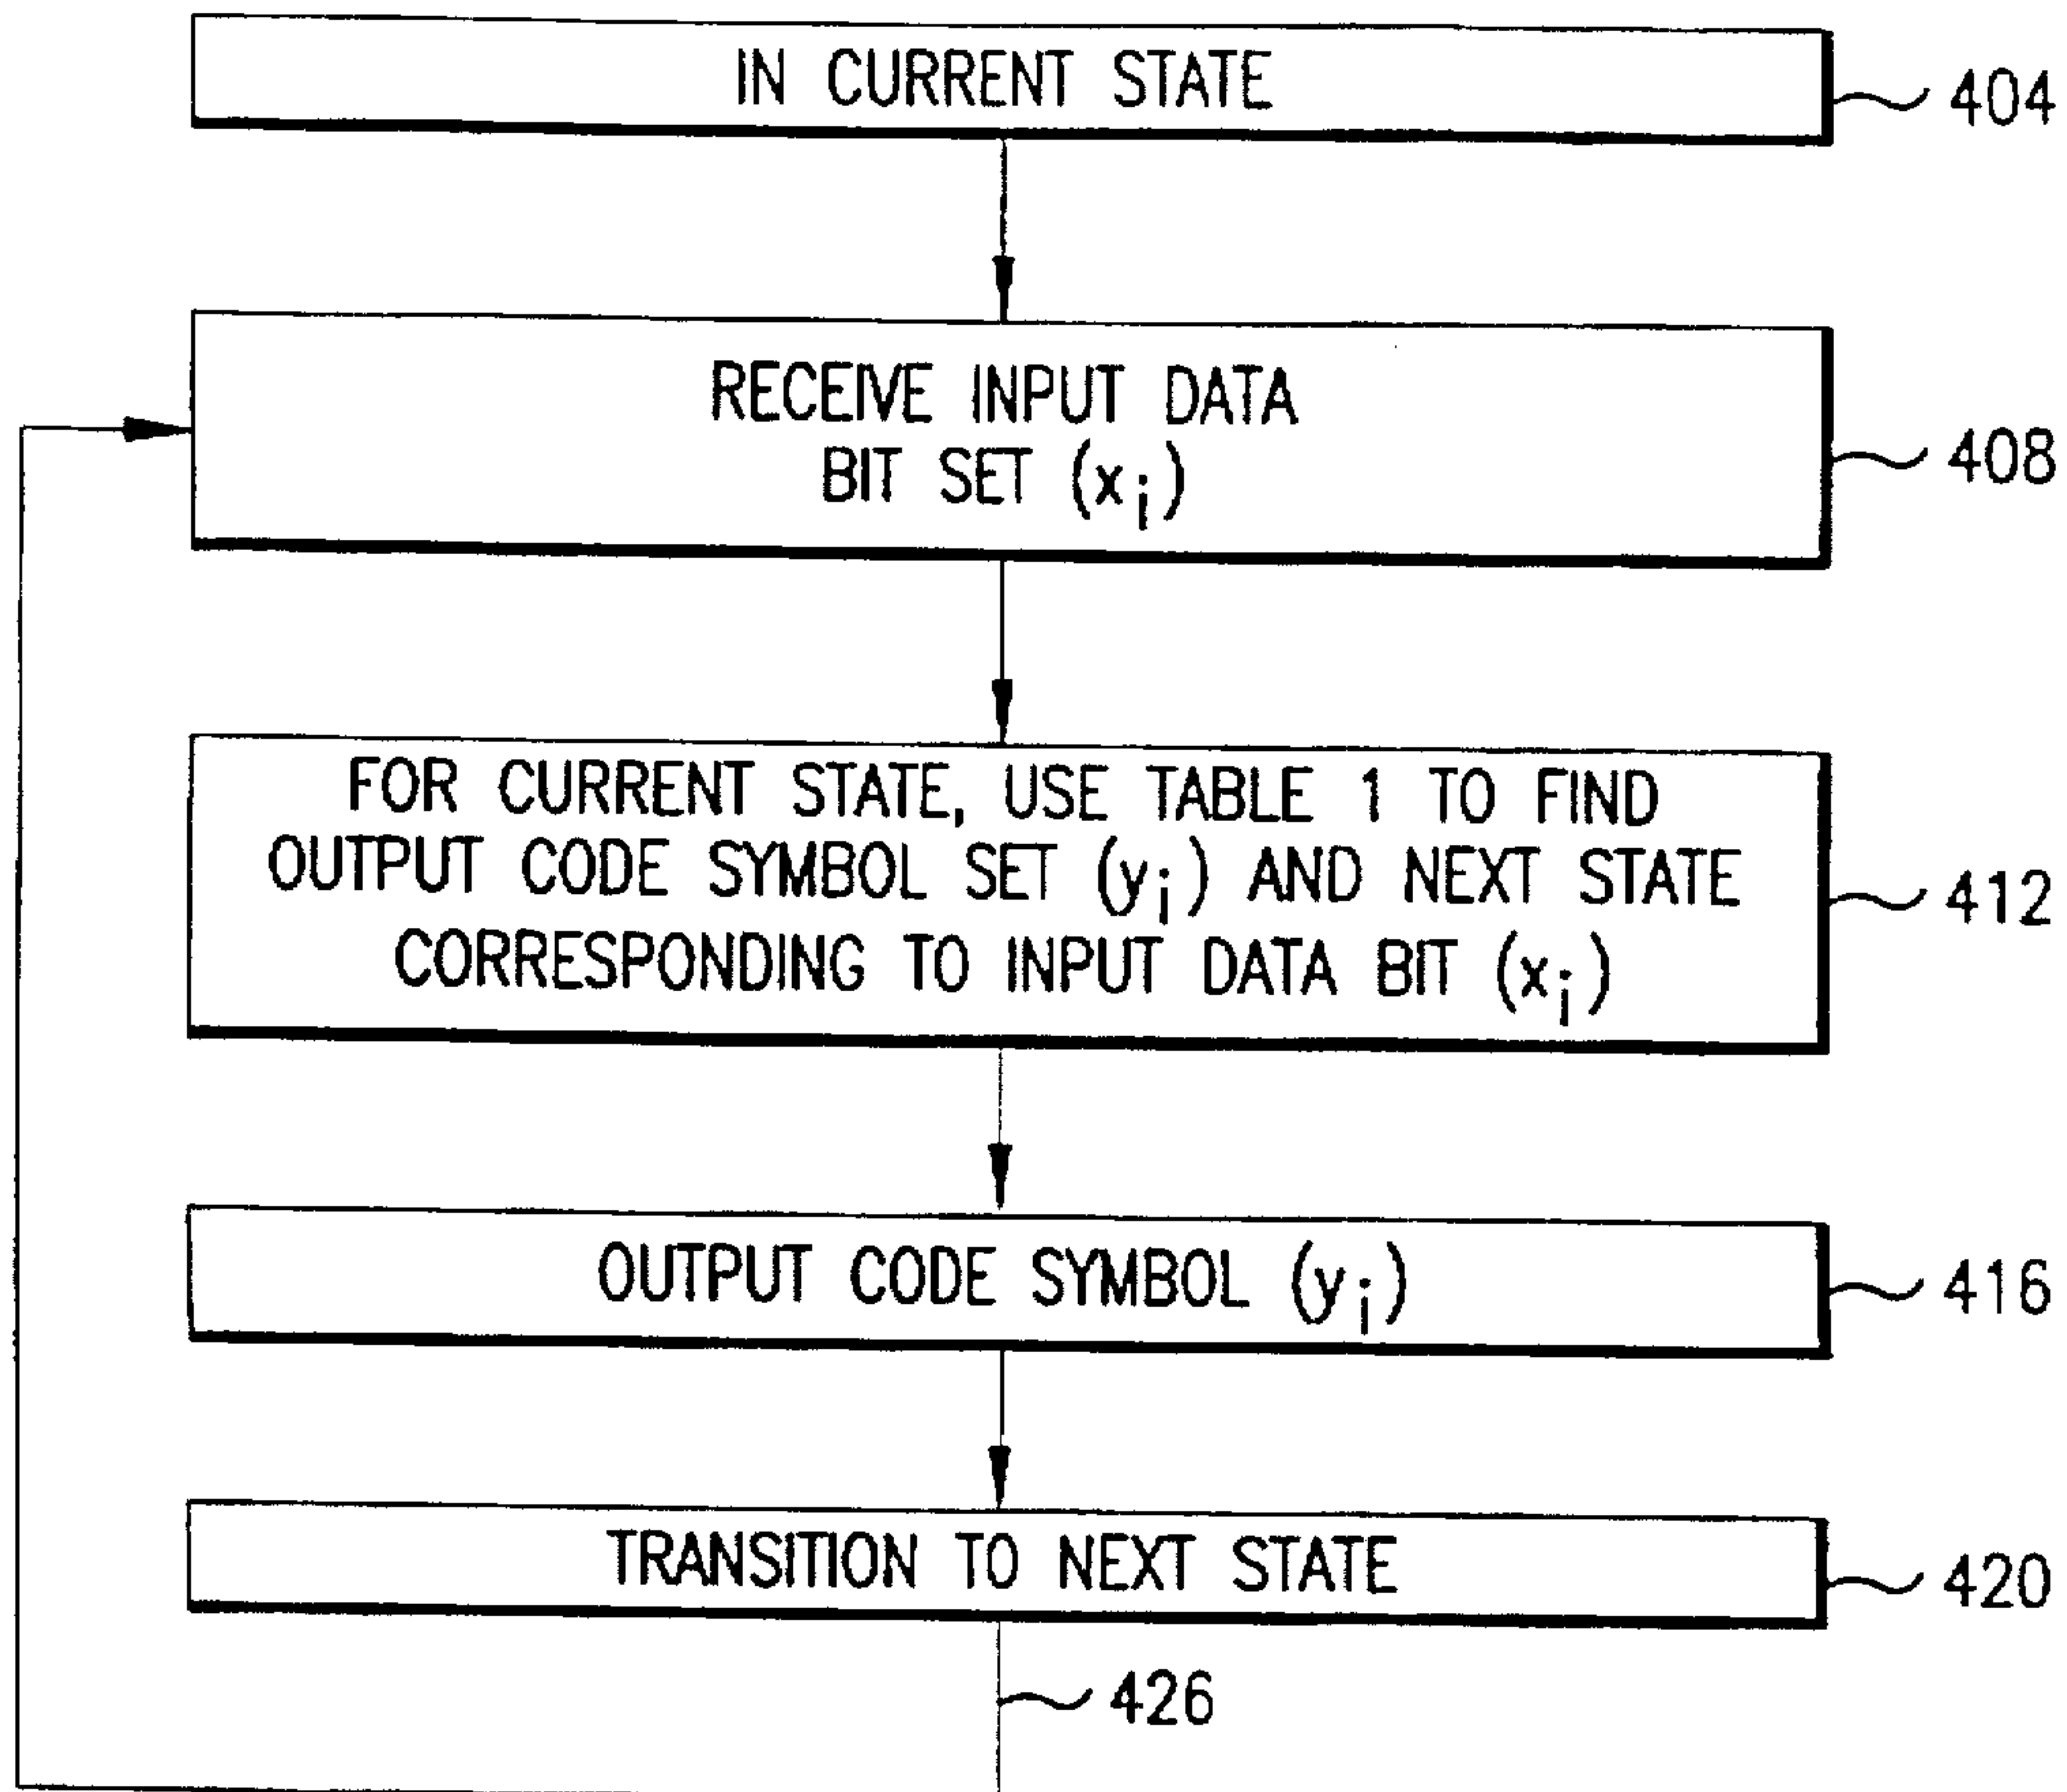 IN CURRENT STATE
404
RECEIVE INPUT DATA
BIT SET (xi)
408
FOR CURRENT STATE, USE TABLE 1 TO FIND
OUTPUT CODE SYMBOL SET (yi) AND NEXT STATE
CORRESPONDING TO INPUT DATA BIT (xi)
412
OUTPUT CODE SYMBOL (yi)
416
TRANSITION TO NEXT STATE
420
426